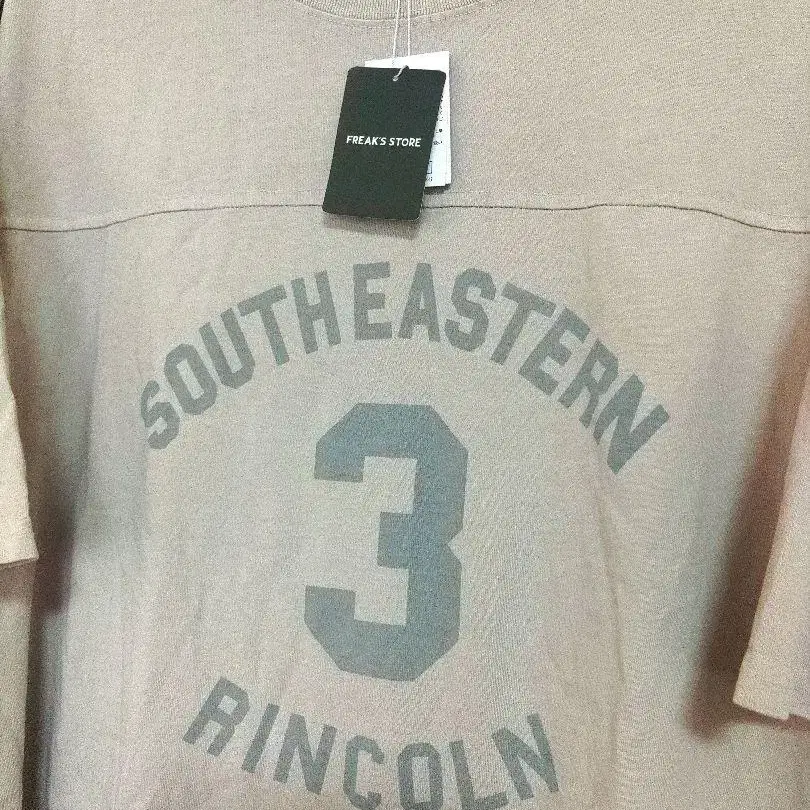 FREAK'S STORE
SOUTHEASTERN
3
RINCOLN